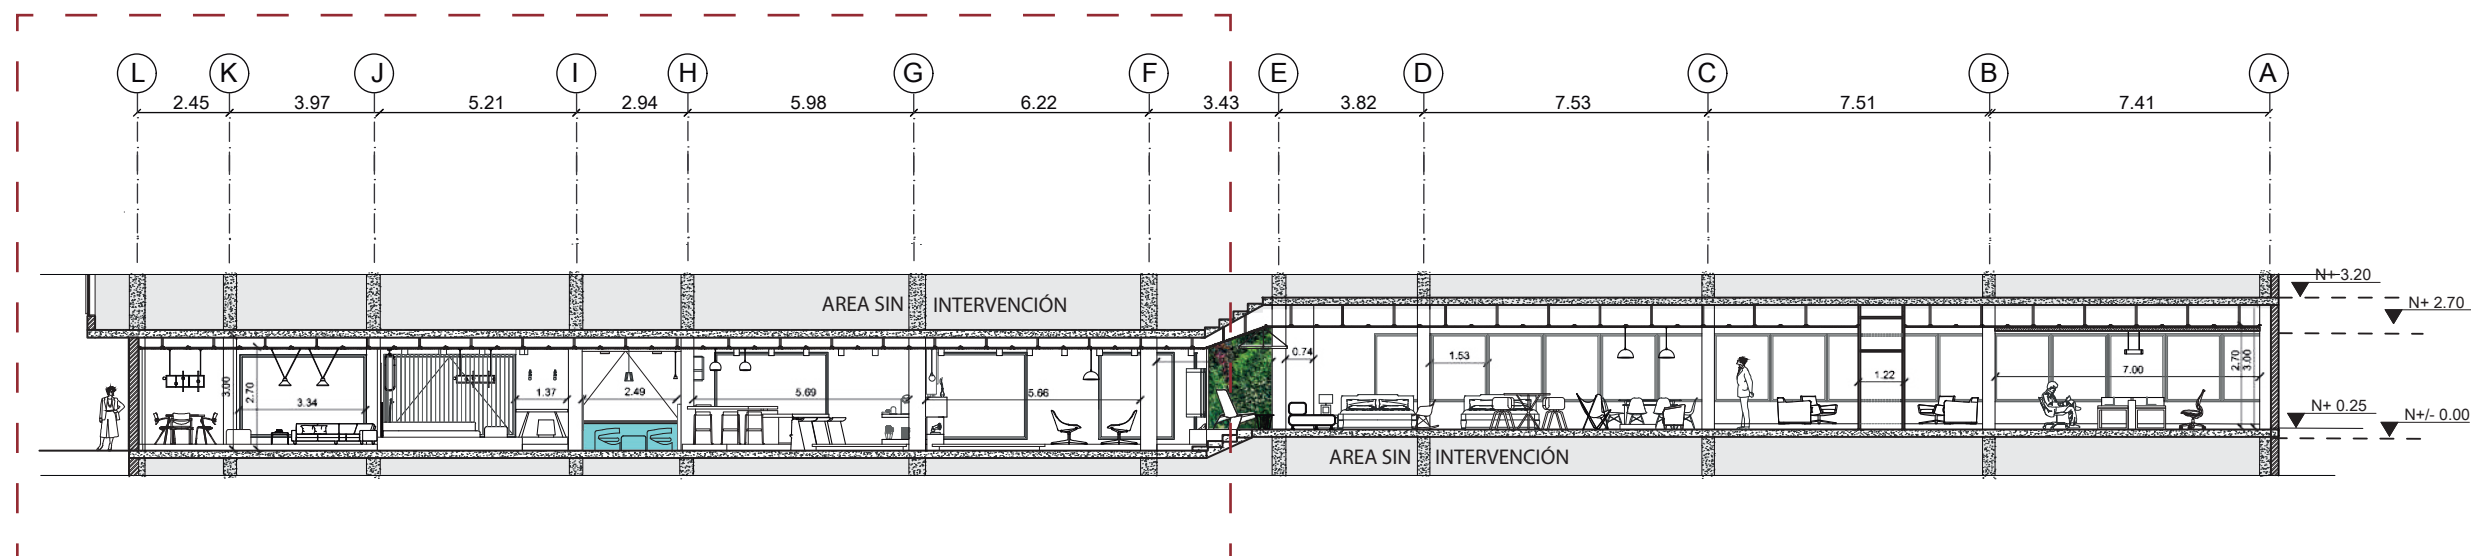 L K J I H G F E D C B A
2.45 3.97 5.21 2.94 5.98 6.22 3.43 3.82 7.53 7.51 7.41
N+ 3.20
N+ 2.70
AREA SIN INTERVENCIÓN
3.00 2.70 3.34 1.37 2.49 5.69 5.66 0.74 1.53 1.22 7.00 2.70 3.00
N+ 0.25
N+/- 0.00
AREA SIN INTERVENCIÓN